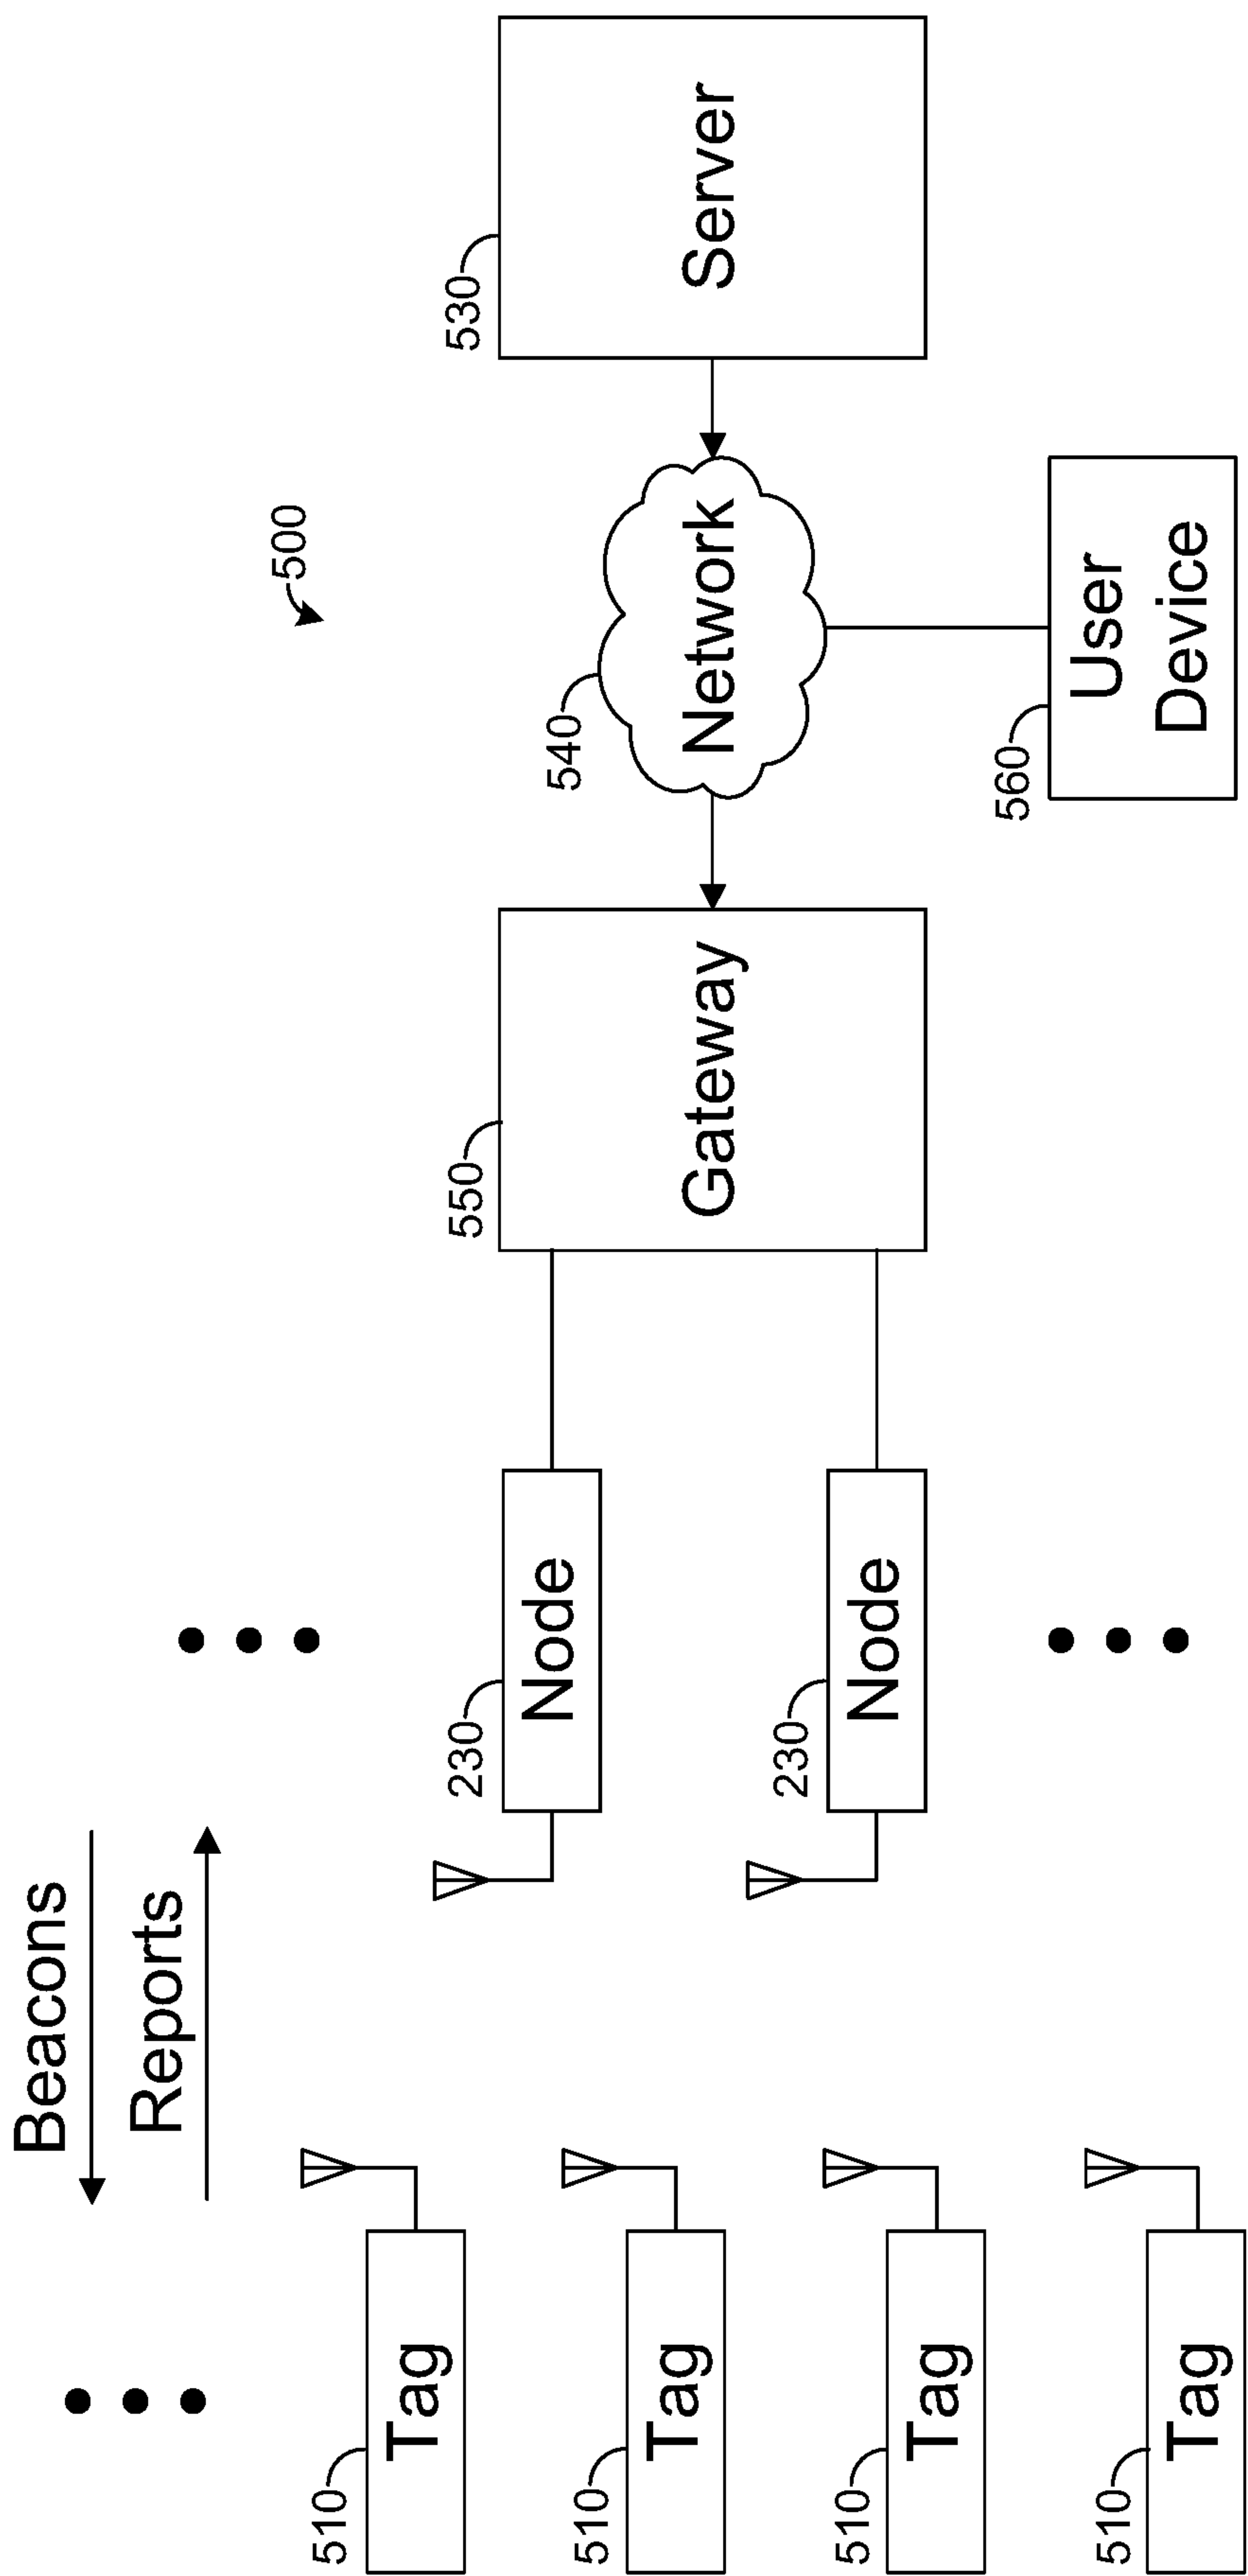 Beacons
Reports
500
510
Tag
510
Tag
510
Tag
510
Tag
230
Node
230
Node
550
Gateway
540
Network
530
Server
560
User
Device